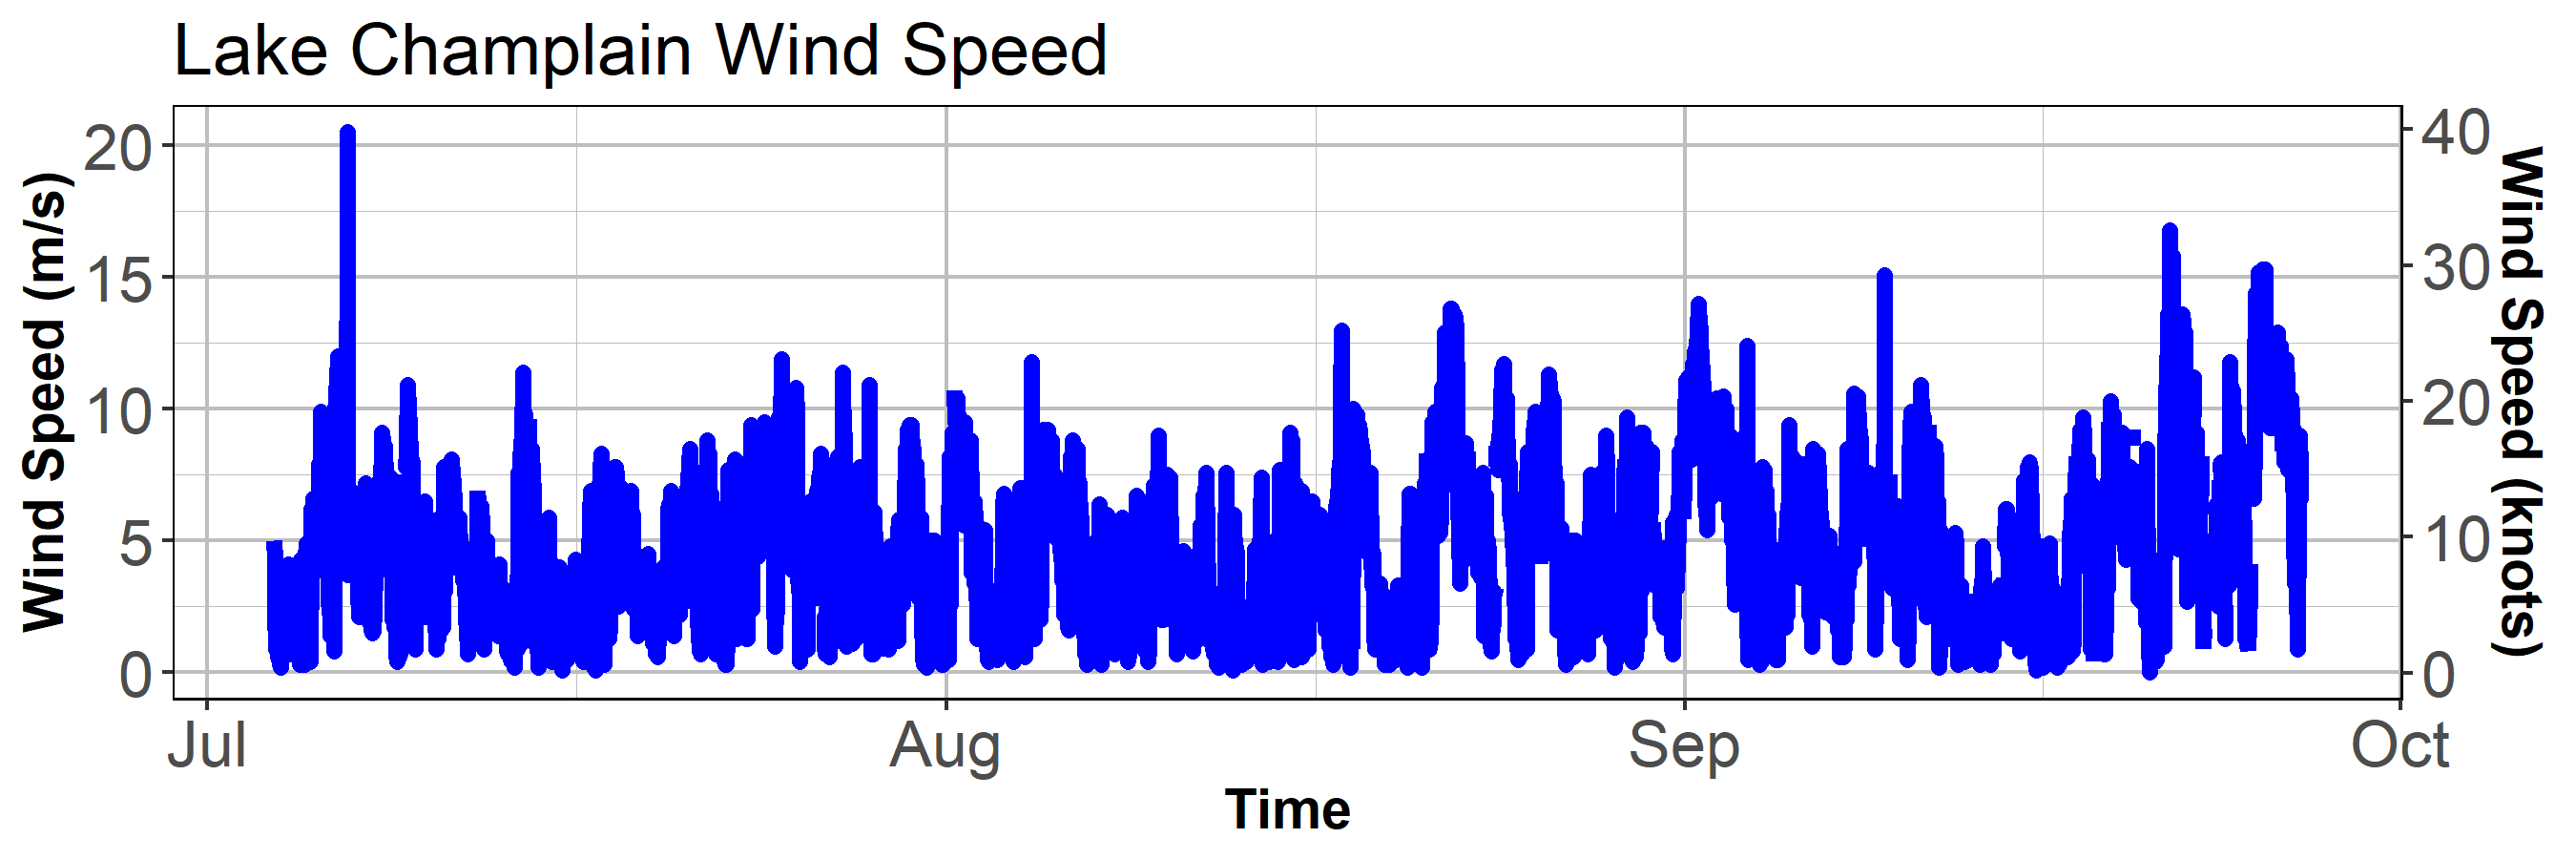 Lake Champlain Wind Speed
Wind Speed (m/s)
20
15
10
5
0
40
30
20
10
0
Wind Speed (knots)
Jul
Aug
Sep
Oct
Time